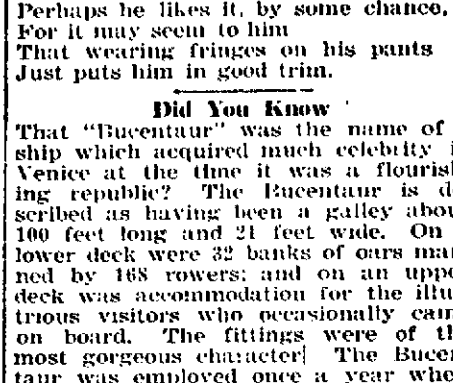 Perhaps he likes it, by some chance,
For it may seem to him
That wearing fringes on his pants
Just puts him in good trim.
Did You Know
That "Bucentaur" was the name of
ship which acquired much celebrity i
Venice at the time it was a flourish
ing republic? The Bucentaur is d
scribed as having been a galley abou
100 feet long and 21 feet wide. On
lower deck were 32 banks of oars man
ned by 168 rowers; and on an uppe
deck was accommodation for the illu
trious visitors who occasionally cam
on board. The fittings were of th
most gorgeous character. The Bucen
taur was employed once a year whe